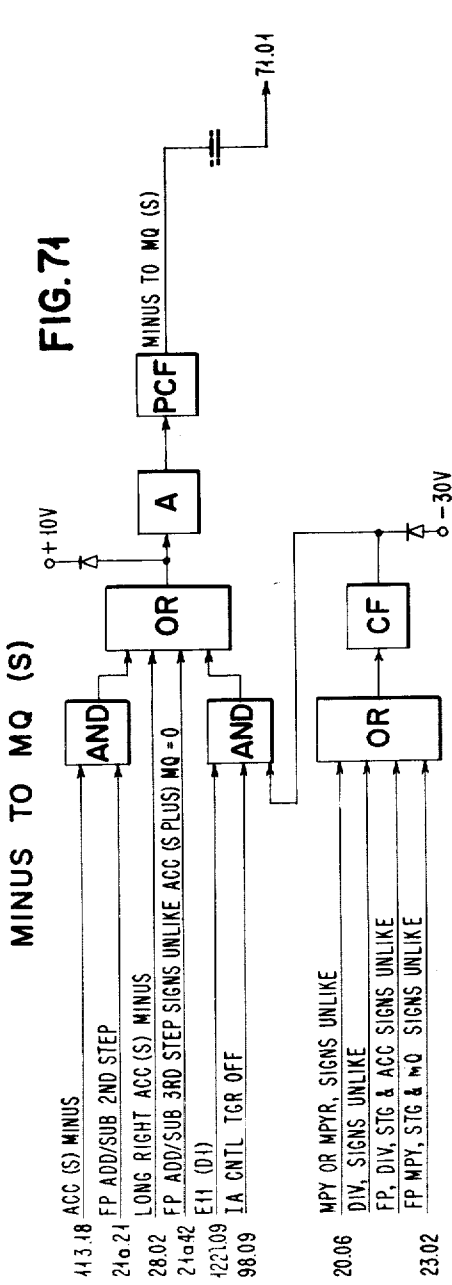 MINUS TO MQ (S)
FIG. 71
113.18 ACC (S) MINUS
21a.21 FP ADD/SUB 2ND STEP
28.02 LONG RIGHT ACC (S) MINUS
21a42 FP ADD/SUB 3RD STEP SIGNS UNLIKE ACC (S PLUS) MQ = 0
1221.09 E11 (D1)
98.09 IA CNTL TGR OFF
20.06 MPY OR MPYR, SIGNS UNLIKE
DIV, SIGNS UNLIKE
FP, DIV, STG & ACC SIGNS UNLIKE
23.02 FP MPY, STG & MQ SIGNS UNLIKE
AND
AND
OR
+10V
A
PCF
MINUS TO MQ (S)
71.01
OR
CF
-30V